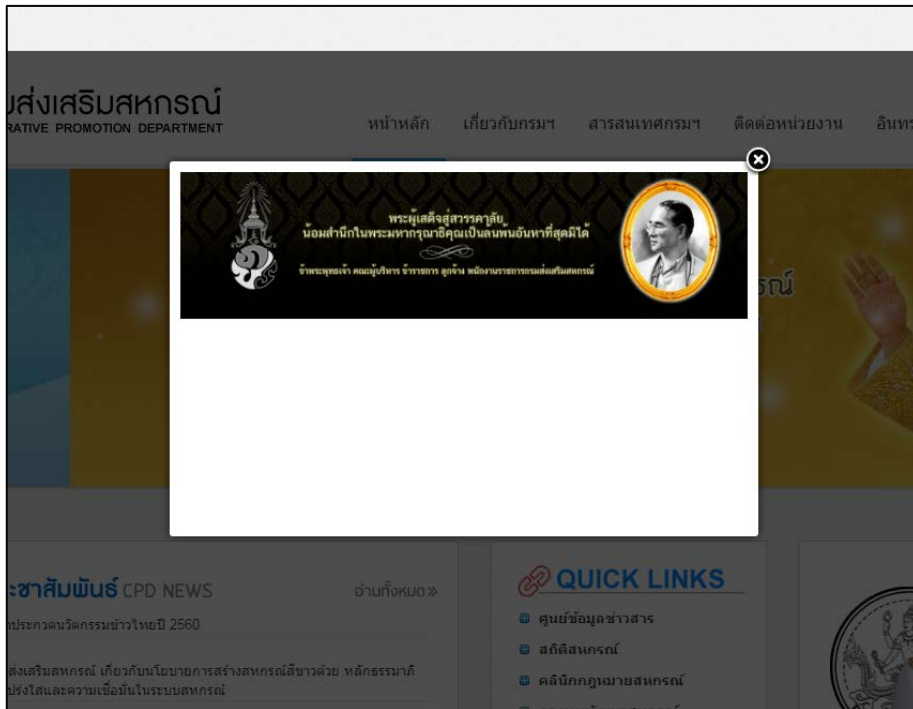 มส่งเสริมสหกรณ์
RATIVE PROMOTION DEPARTMENT
หน้าหลัก เกี่ยวกับกรมฯ สารสนเทศกรมฯ ติดต่อหน่วยงาน อินทร
พระผู้เสด็จสู่สวรรคาลัย
น้อมสำนึกในพระมหากรุณาธิคุณเป็นล้นพ้นอันหาที่สุดมิได้
ข้าพระพุทธเจ้า คณะผู้บริหาร ข้าราชการ ลูกจ้าง พนักงานราชการกรมส่งเสริมสหกรณ์
รณ์
ะชาสัมพันธ์ CPD NEWS
อ่านทั้งหมด»
าประกวดนวัตกรรมข้าวไทยปี 2560
ส่งเสริมสหกรณ์ เกี่ยวกับนโยบายการสร้างสหกรณ์สีขาวด้วย หลักธรรมาภิ
ปร่งใสและความเชื่อมั่นในระบบสหกรณ์
QUICK LINKS
ศูนย์ข้อมูลข่าวสาร
สถิติสหกรณ์
คลินิกกฎหมายสหกรณ์